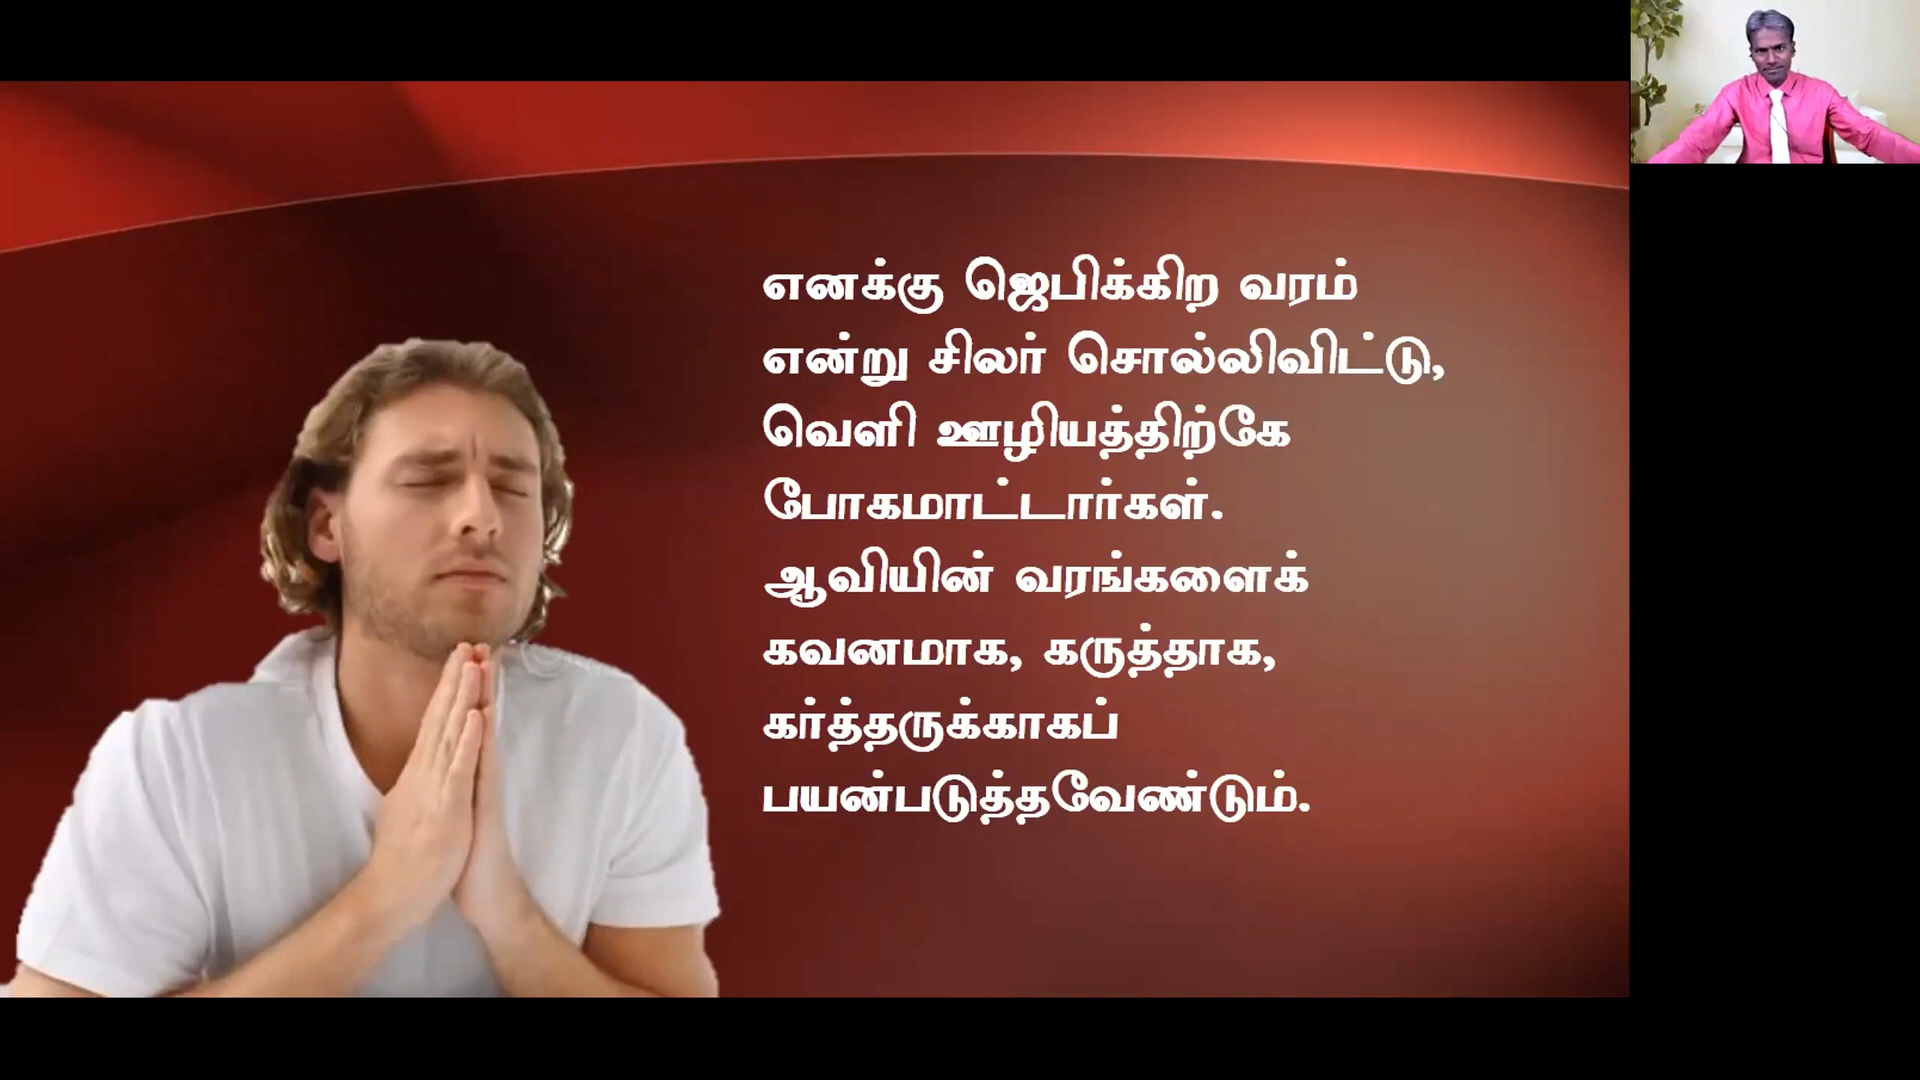 எனக்கு ஜெபிக்கிற வரம்
என்று சிலர் சொல்லிவிட்டு,
வெளி ஊழியத்திற்கே
போகமாட்டார்கள்.
ஆவியின் வரங்களைக்
கவனமாக, கருத்தாக,
கர்த்தருக்காகப்
பயன்படுத்தவேண்டும்.